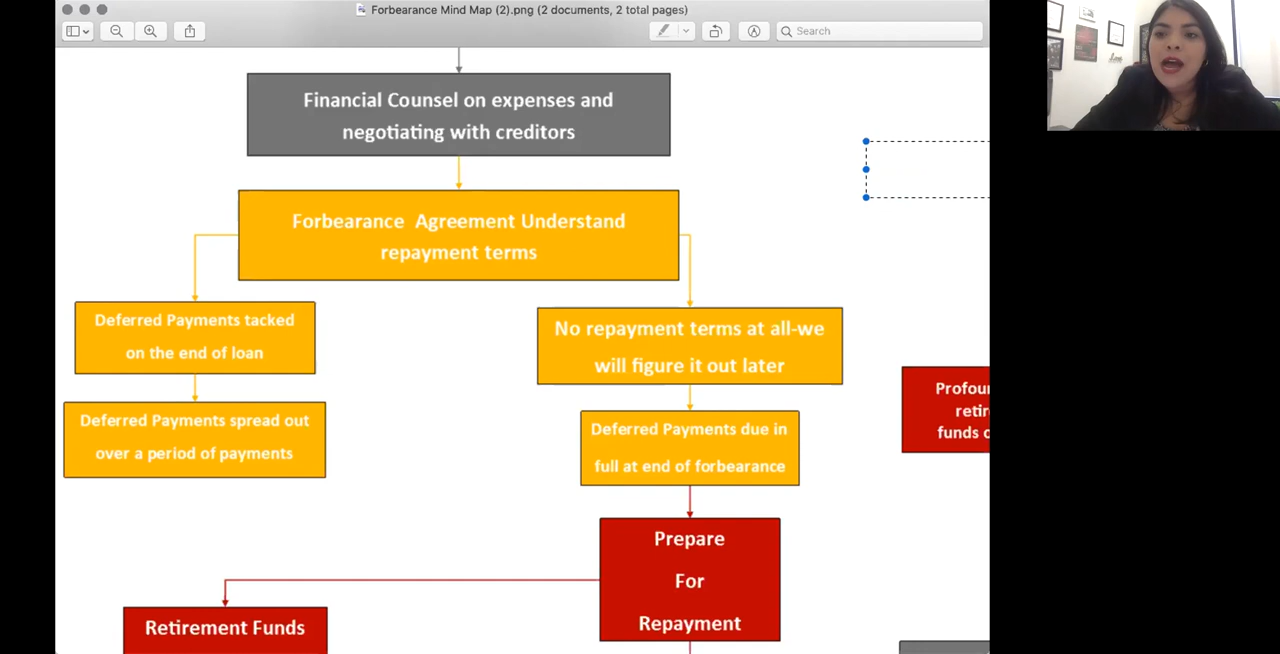 Forbearance Mind Map (2).png (2 documents, 2 total pages)
Search
Financial Counsel on expenses and
negotiating with creditors
Forbearance Agreement Understand
repayment terms
Deferred Payments tacked
on the end of loan
No repayment terms at all-we
will figure it out later
Deferred Payments spread out
over a period of payments
Deferred Payments due in
full at end of forbearance
Profou
retir
funds o
Prepare
For
Repayment
Retirement Funds